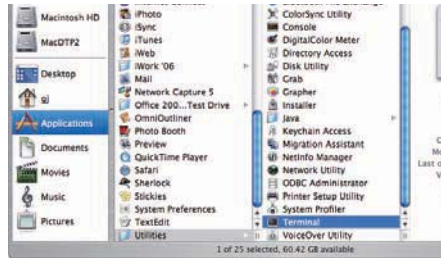 Macintosh HD
MacDTP2
Desktop
gj
Applications
Documents
Movies
Music
Pictures
iPhoto
iSync
iTunes
iWeb
iWork '06
Mail
Network Capture 5
Office 200...Test Drive
OmniOutliner
Photo Booth
Preview
QuickTime Player
Safari
Sherlock
Stickies
System Preferences
TextEdit
Utilities
ColorSync Utility
Console
DigitalColor Meter
Directory Access
Disk Utility
Grab
Grapher
Installer
Java
Keychain Access
Migration Assistant
NetInfo Manager
Network Utility
ODBC Administrator
Printer Setup Utility
System Profiler
Terminal
VoiceOver Utility
Last o
1 of 25 selected, 60.42 GB available